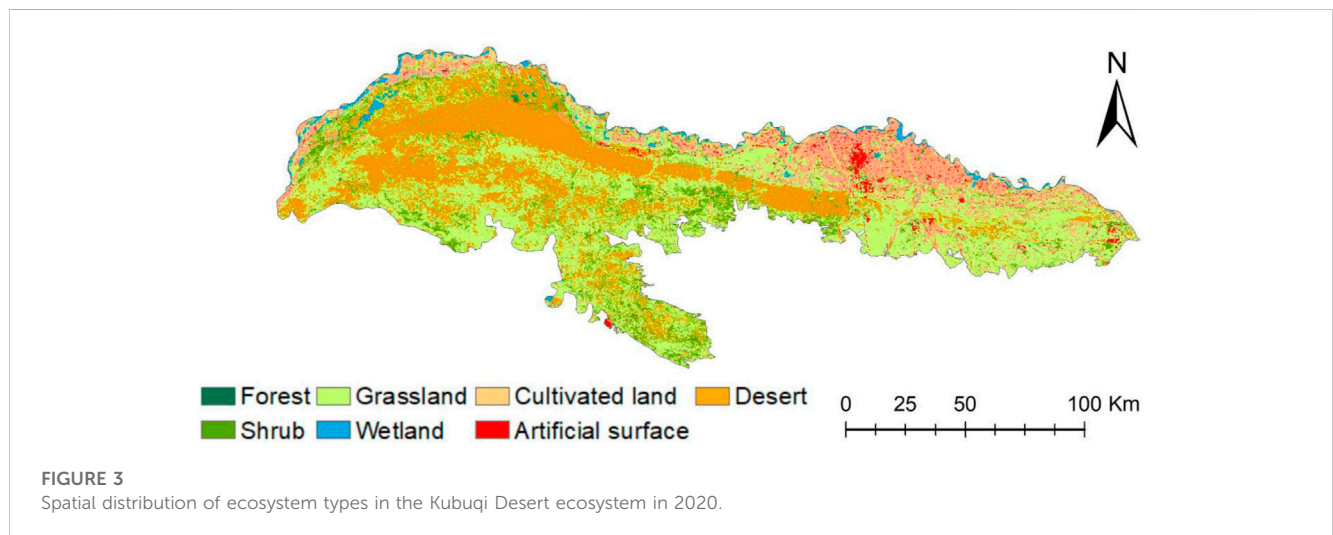 N
Forest Grassland Cultivated land Desert
Shrub Wetland Artificial surface
0 25 50 100 Km
FIGURE 3
Spatial distribution of ecosystem types in the Kubuqi Desert ecosystem in 2020.